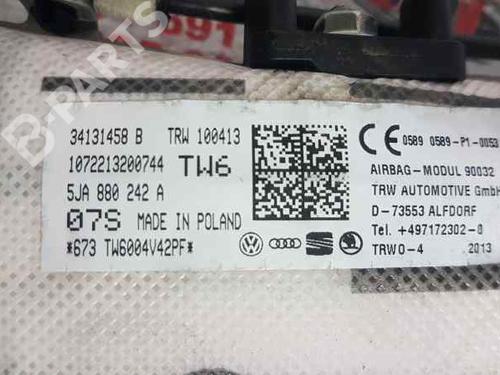 34131458 B TRW 100413
1072213200744 TW6
5JA 880 242 A
07S MADE IN POLAND
*673 TW6004V42PF*
CE 0589 0589-P1-0053
AIRBAG-MODUL 90032
TRW AUTOMOTIVE GmbH
D-73553 ALFDORF
Tel. +497172302-0
TRWO-4 2013
B-PARTS